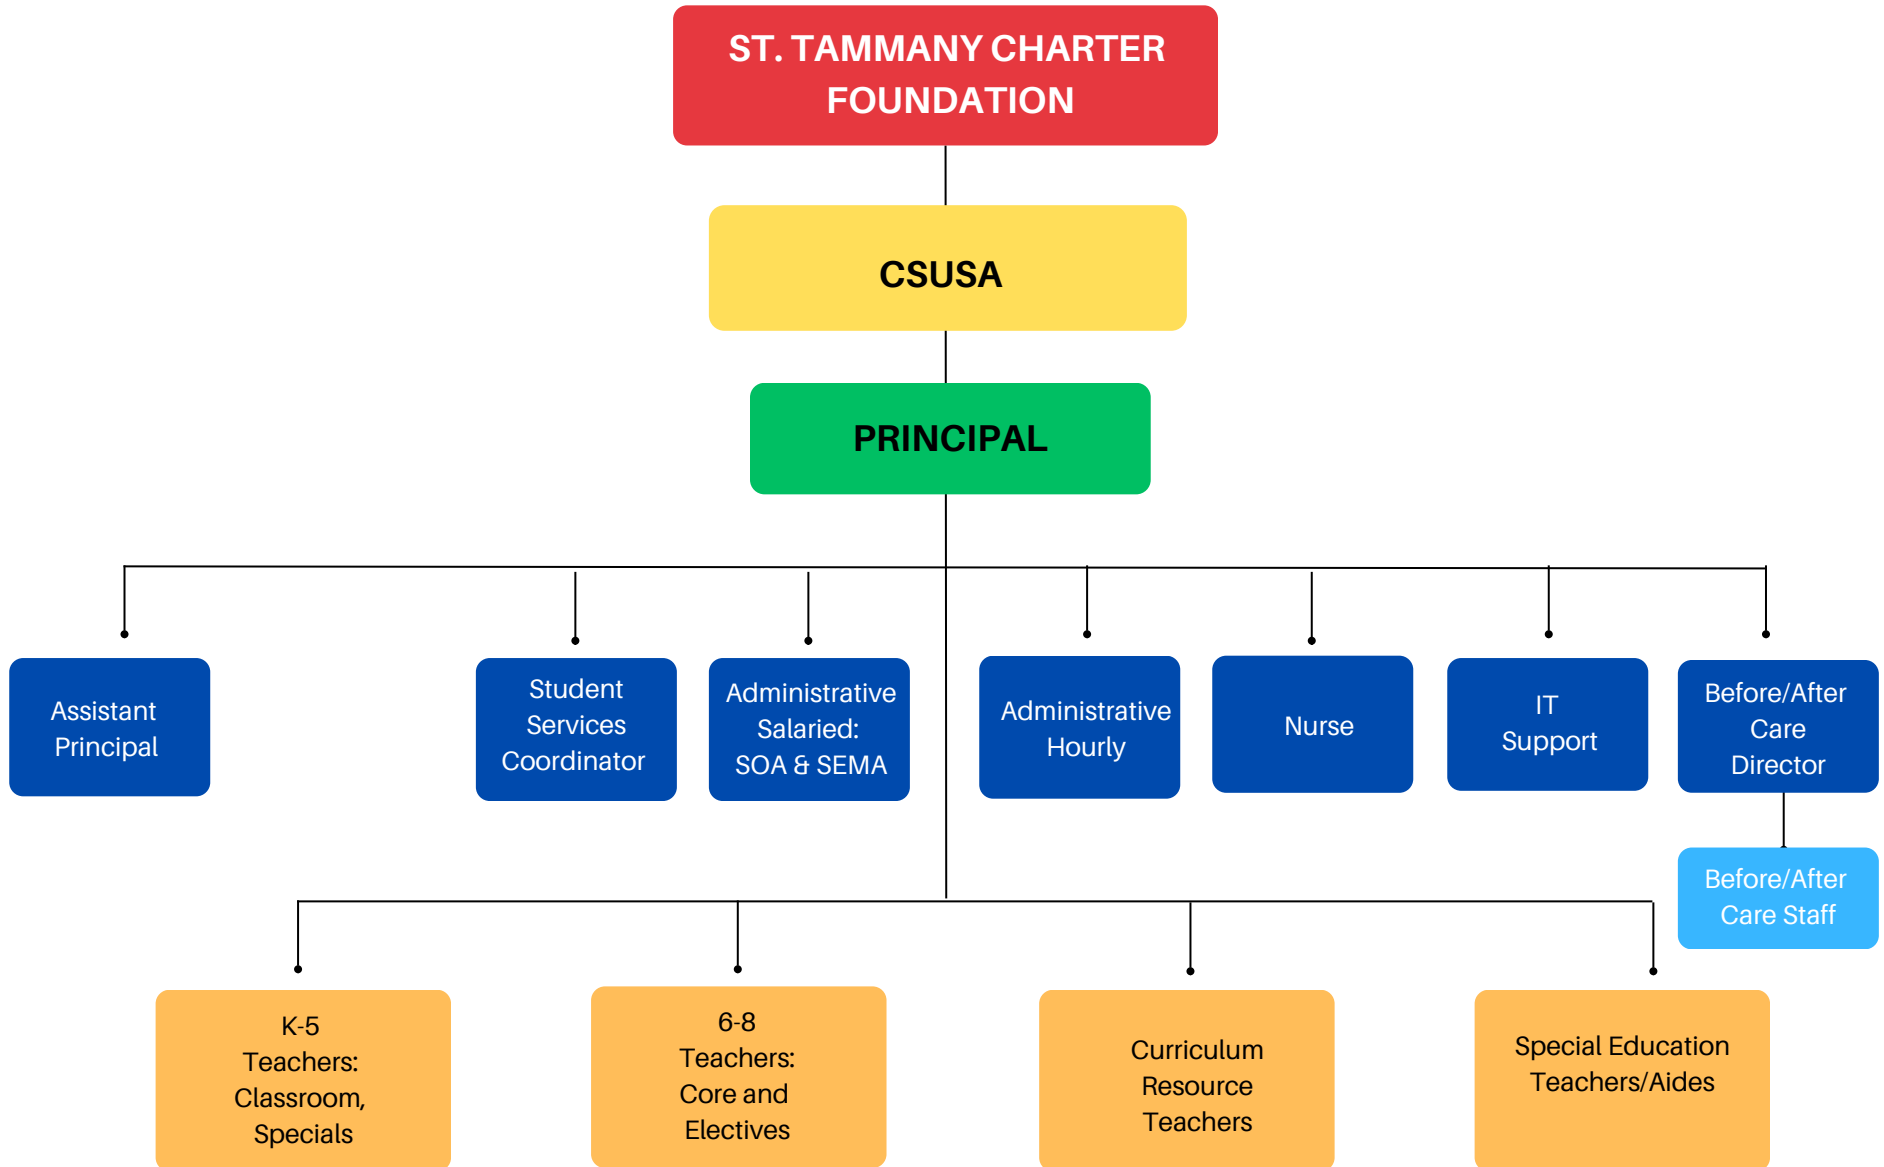 ST. TAMMANY CHARTER
FOUNDATION
CSUSA
PRINCIPAL
Assistant
Principal
Student
Services
Coordinator
Administrative
Salaried:
SOA & SEMA
Administrative
Hourly
Nurse
IT
Support
Before/After
Care
Director
Before/After
Care Staff
K-5
Teachers:
Classroom,
Specials
6-8
Teachers:
Core and
Electives
Curriculum
Resource
Teachers
Special Education
Teachers/Aides